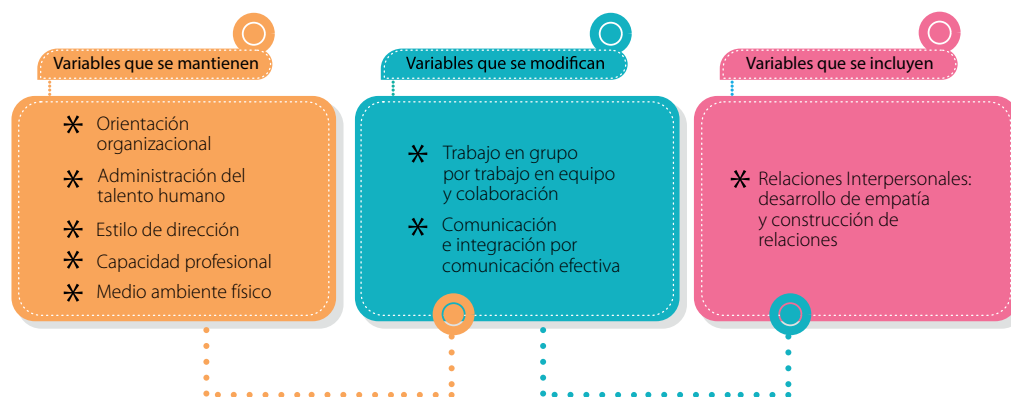 Variables que se mantienen
Orientación
organizacional
Administración del
talento humano
Estilo de dirección
Capacidad profesional
Medio ambiente físico
Variables que se modifican
Trabajo en grupo
por trabajo en equipo
y colaboración
Comunicación
e integración por
comunicación efectiva
Variables que se incluyen
Relaciones Interpersonales:
desarrollo de empatía
y construcción de
relaciones